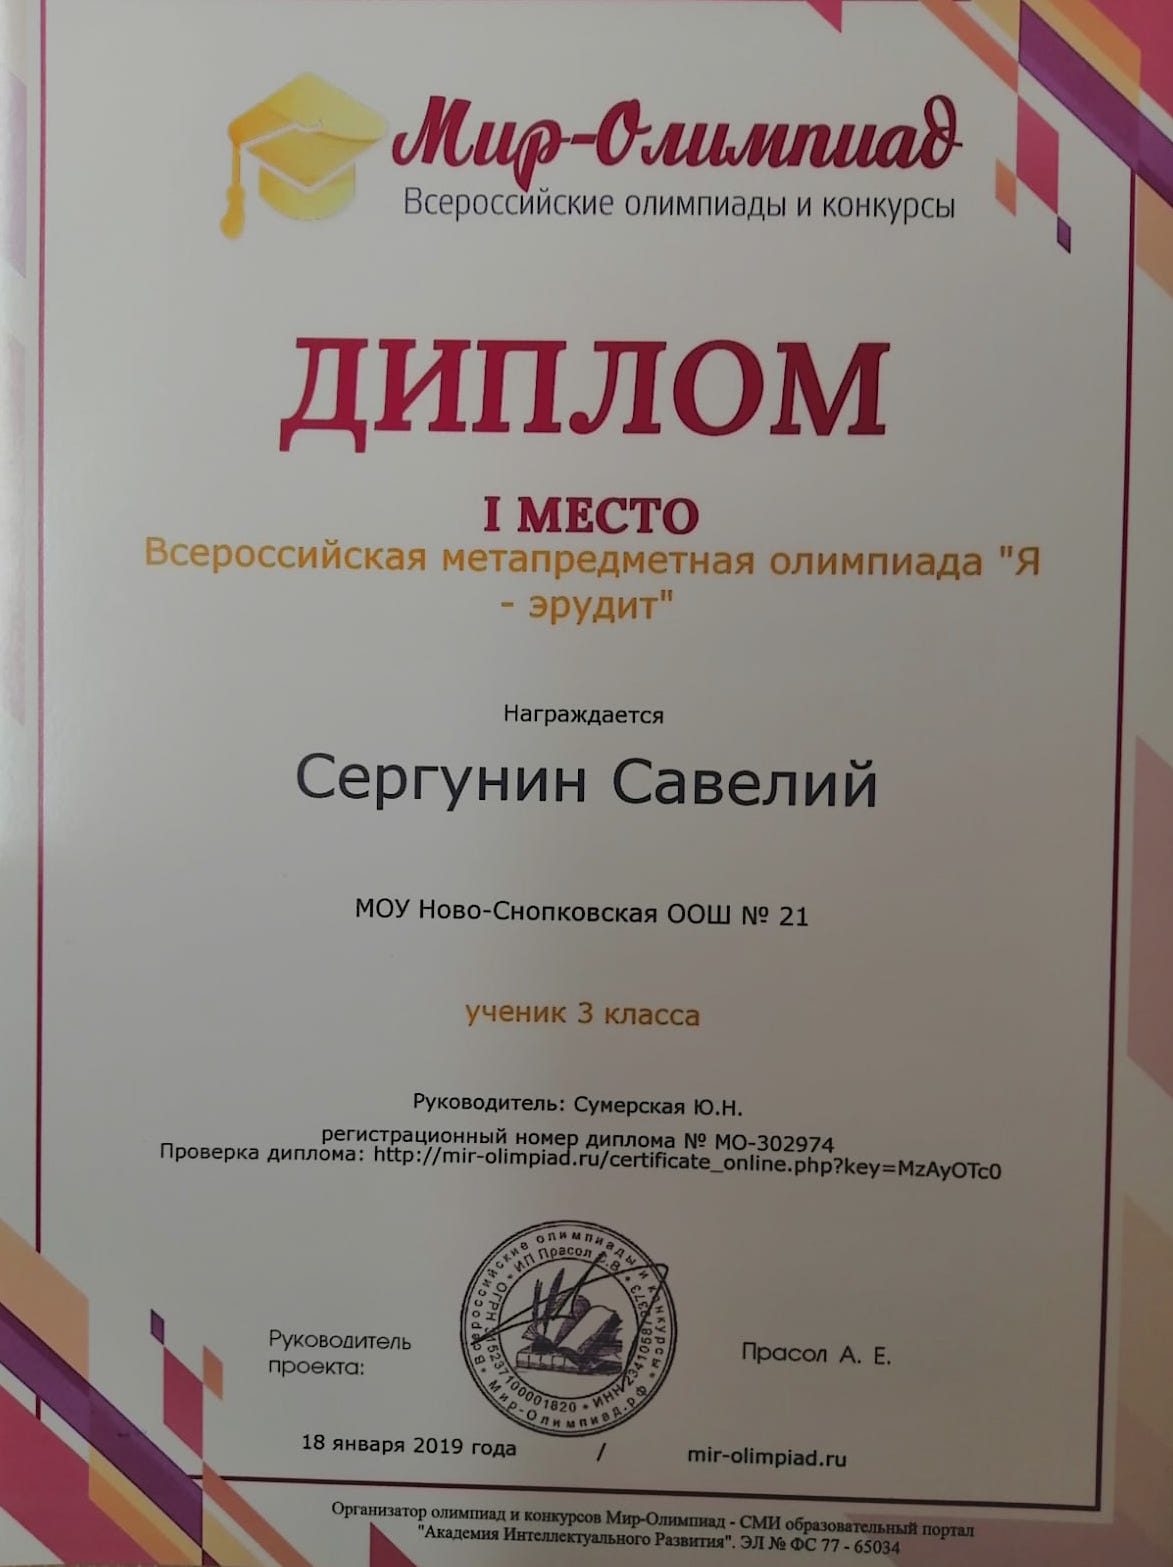 Мир-Олимпиад
Всероссийские олимпиады и конкурсы
ДИПЛОМ
I МЕСТО
Всероссийская метапредметная олимпиада "Я
- эрудит"
Награждается
Сергунин Савелий
МОУ Ново-Снопковская ООШ № 21
ученик 3 класса
Руководитель: Сумерская Ю.Н.
регистрационный номер диплома № МО-302974
Проверка диплома: http://mir-olimpiad.ru/certificate_online.php?key=MzAyOTc0
Всероссийские олимпиады и конкурсы
Мир-Олимпиад.рф
ИП Прасол
ИНН
ОГРН
Руководитель
проекта:
Прасол А. Е.
18 января 2019 года / mir-olimpiad.ru
Организатор олимпиад и конкурсов Мир-Олимпиад - СМИ образовательный портал
"Академия Интеллектуального Развития". ЭЛ № ФС 77 - 65034